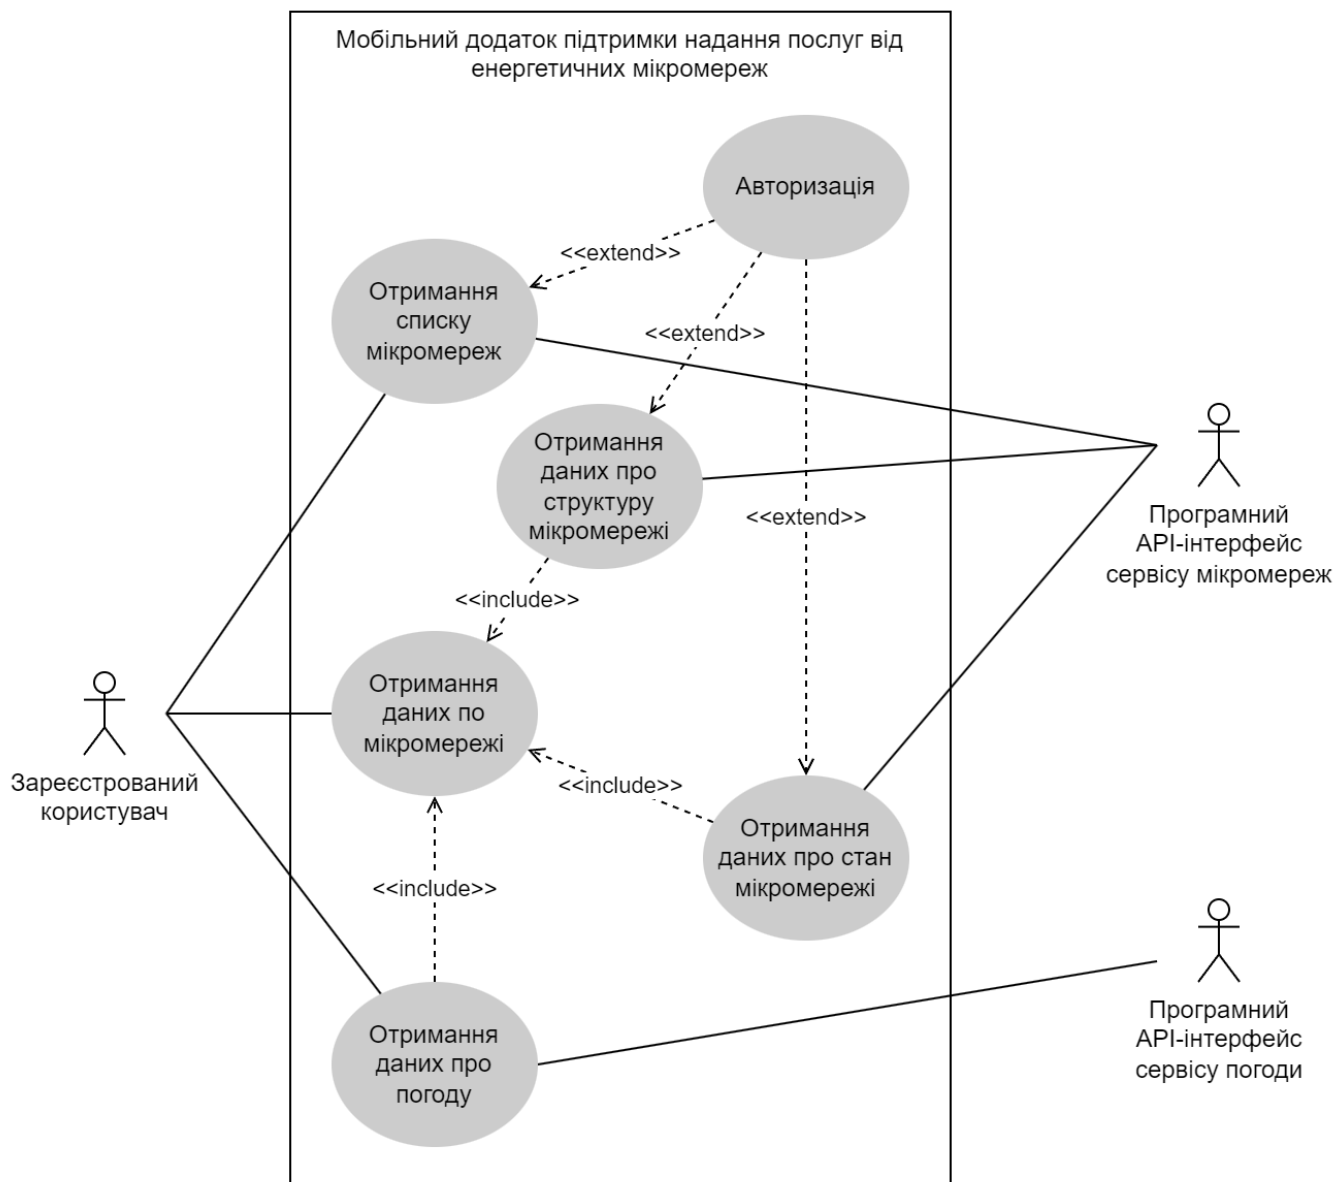 Мобільний додаток підтримки надання послуг від
енергетичних мікромереж
Авторизація
<<extend>>
Отримання
списку
мікромереж
<<extend>>
Отримання
даних про
структуру
мікромережі
<<extend>>
Програмний
API-інтерфейс
сервісу мікромереж
<<include>>
Отримання
даних по
мікромережі
Зареєстрований
користувач
<<include>>
Отримання
даних про стан
мікромережі
<<include>>
Отримання
даних про
погоду
Програмний
API-інтерфейс
сервісу погоди